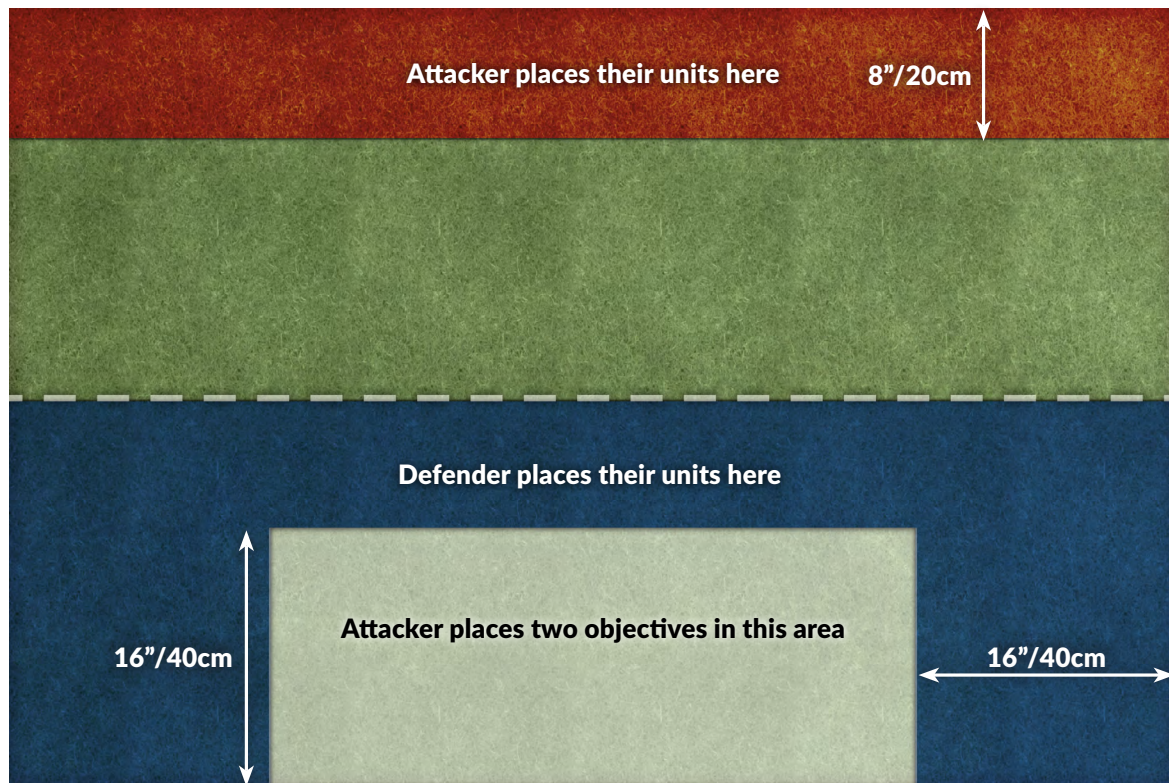 Attacker places their units here
8”/20cm
Defender places their units here
Attacker places two objectives in this area
16”/40cm
16”/40cm